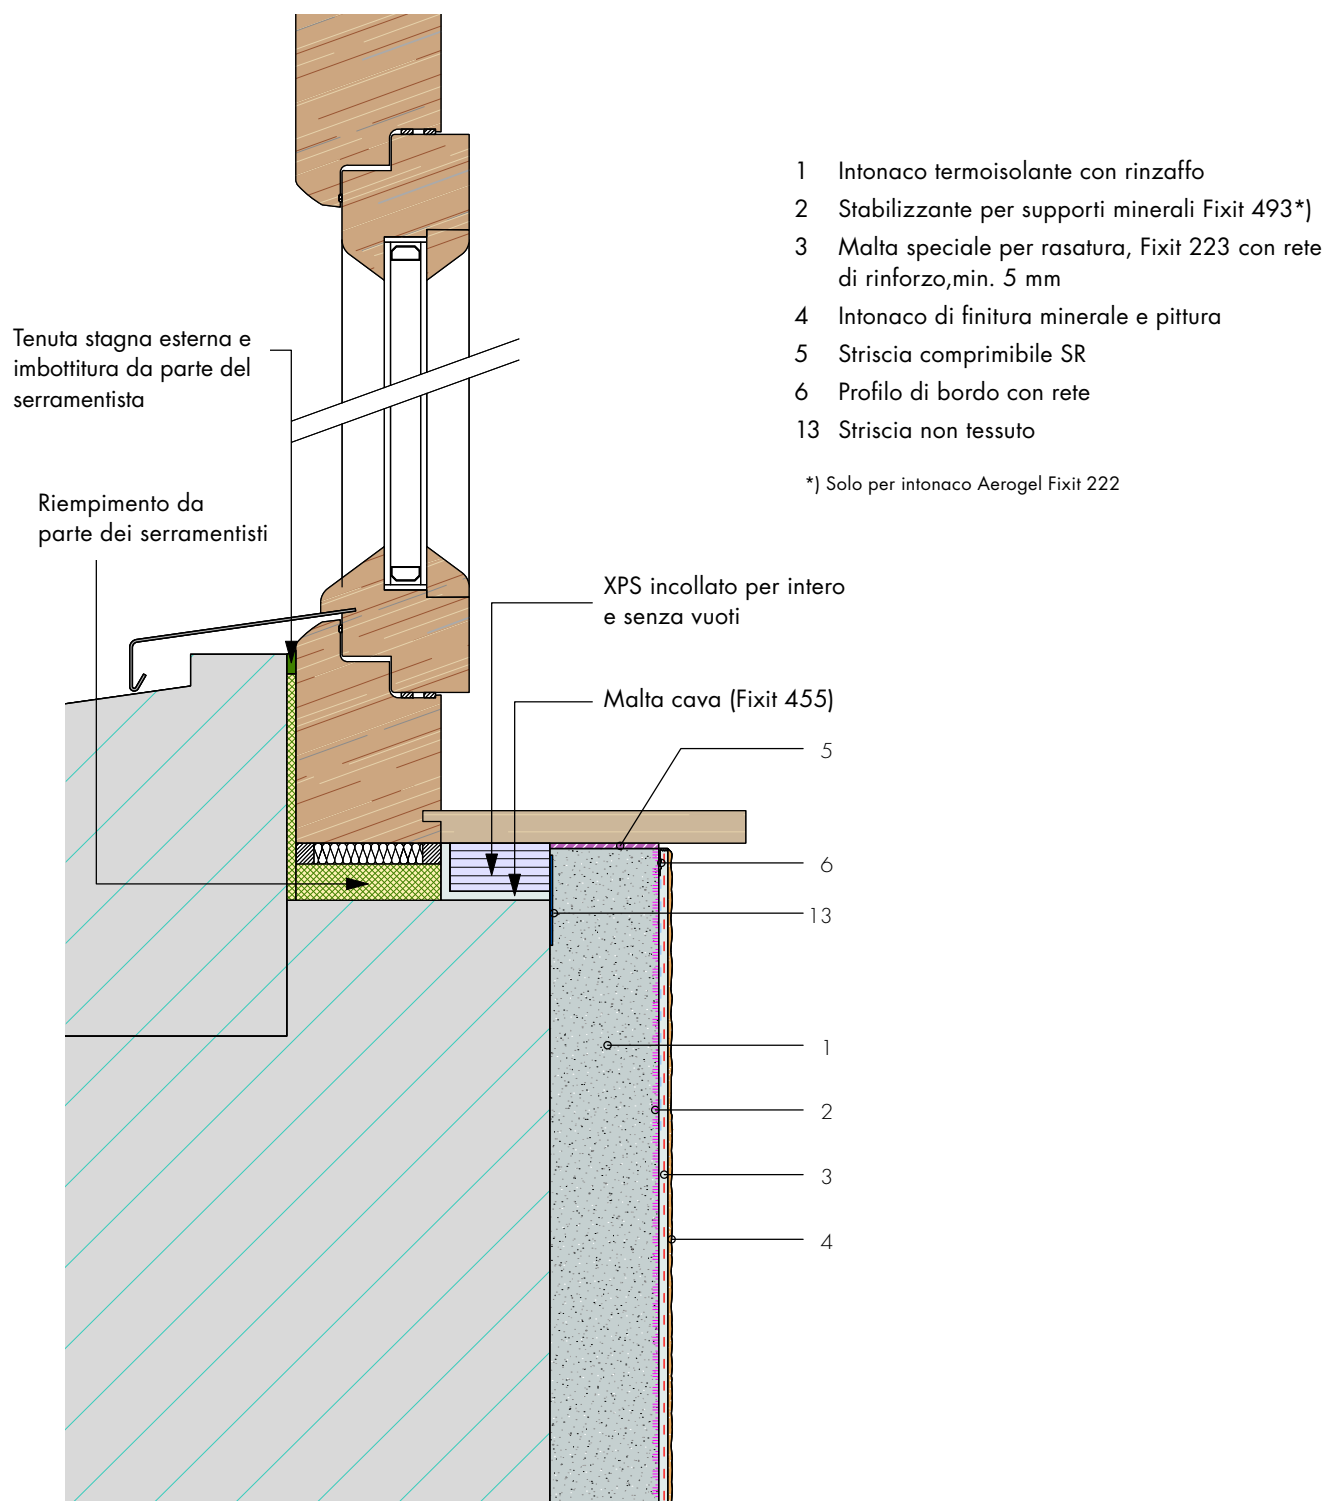 1 Intonaco termoisolante con rinzaffo
2 Stabilizzante per supporti minerali Fixit 493*)
3 Malta speciale per rasatura, Fixit 223 con rete
di rinforzo,min. 5 mm
4 Intonaco di finitura minerale e pittura
5 Striscia comprimibile SR
6 Profilo di bordo con rete
13 Striscia non tessuto
*) Solo per intonaco Aerogel Fixit 222
Tenuta stagna esterna e
imbottitura da parte del
serramentista
Riempimento da
parte dei serramentisti
XPS incollato per intero
e senza vuoti
Malta cava (Fixit 455)
5
6
13
1
2
3
4